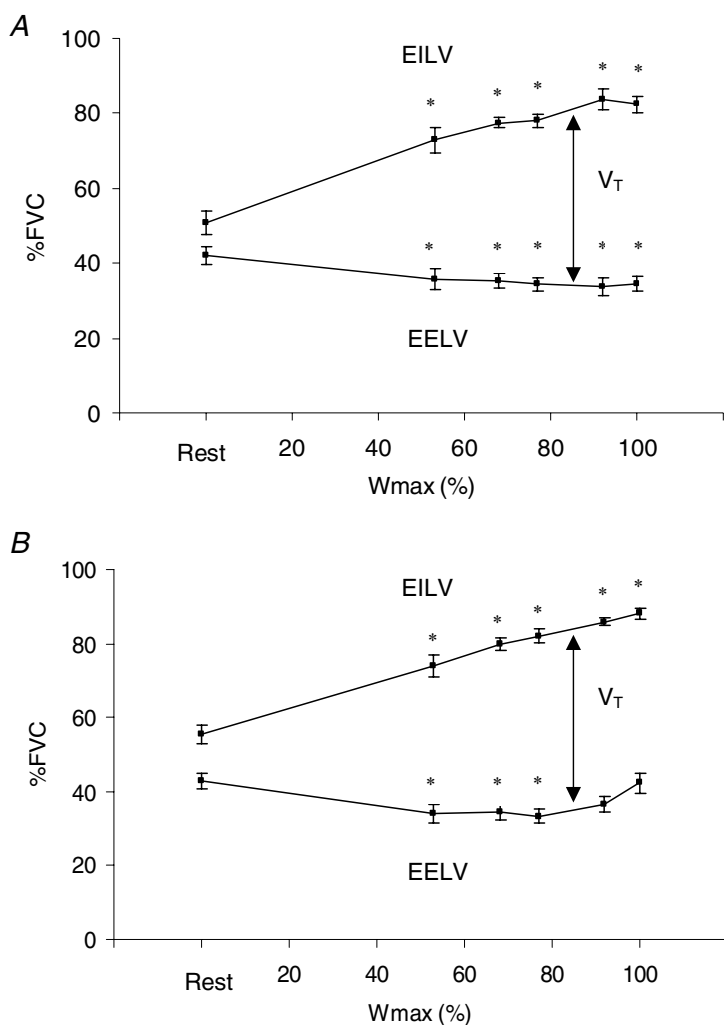 A
100
80
60
40
20
0
%FVC
EILV
* * * * *
V_T
* * * * *
EELV
Rest 20 40 60 80 100
Wmax (%)
B
100
80
60
40
20
0
%FVC
EILV
* * * * *
V_T
* * *
EELV
Rest 20 40 60 80 100
Wmax (%)